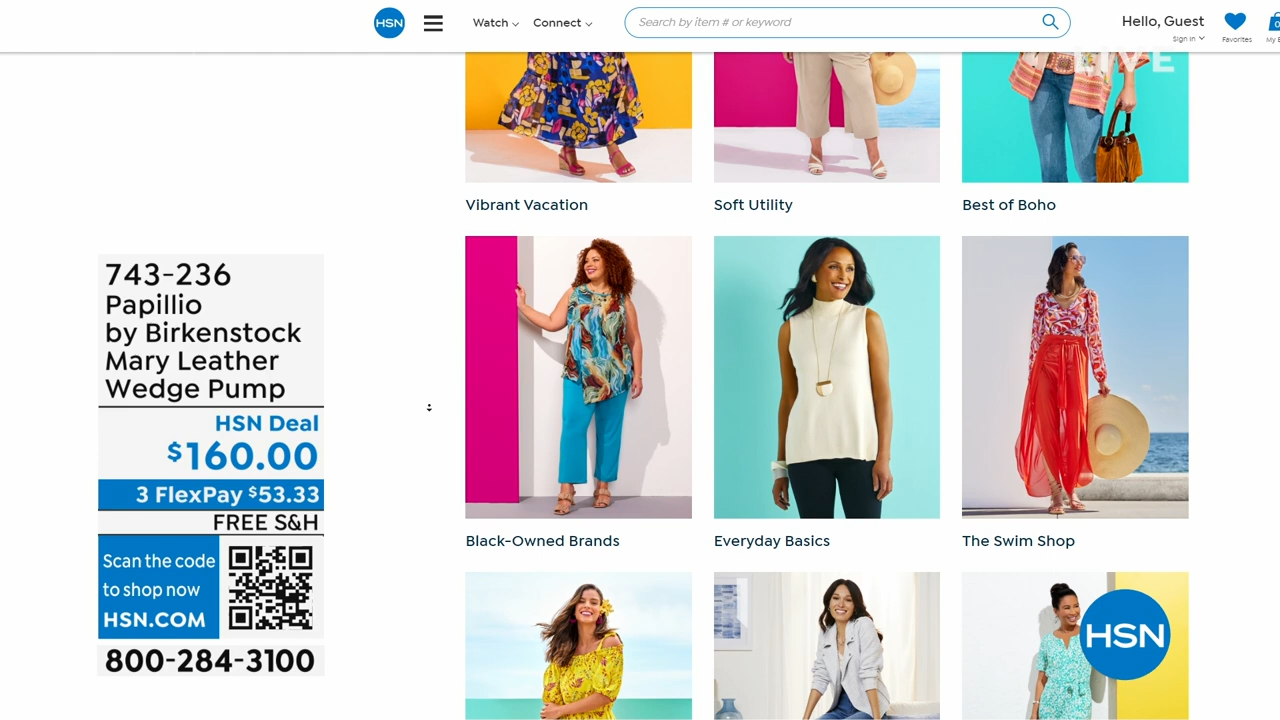 HSN
Watch
Connect
Search by item # or keyword
Hello, Guest
Sign In
Favorites
0
LIVE
Vibrant Vacation
Soft Utility
Best of Boho
743-236
Papillio
by Birkenstock
Mary Leather
Wedge Pump
HSN Deal
$160.00
3 FlexPay $53.33
FREE S&H
Scan the code
to shop now
HSN.COM
800-284-3100
Black-Owned Brands
Everyday Basics
The Swim Shop
HSN